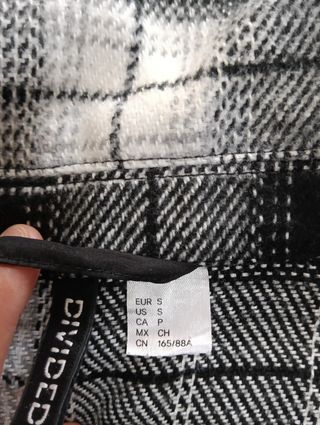 EUR S
US S
CA P
MX CH
CN 165/88A
DIVIDED